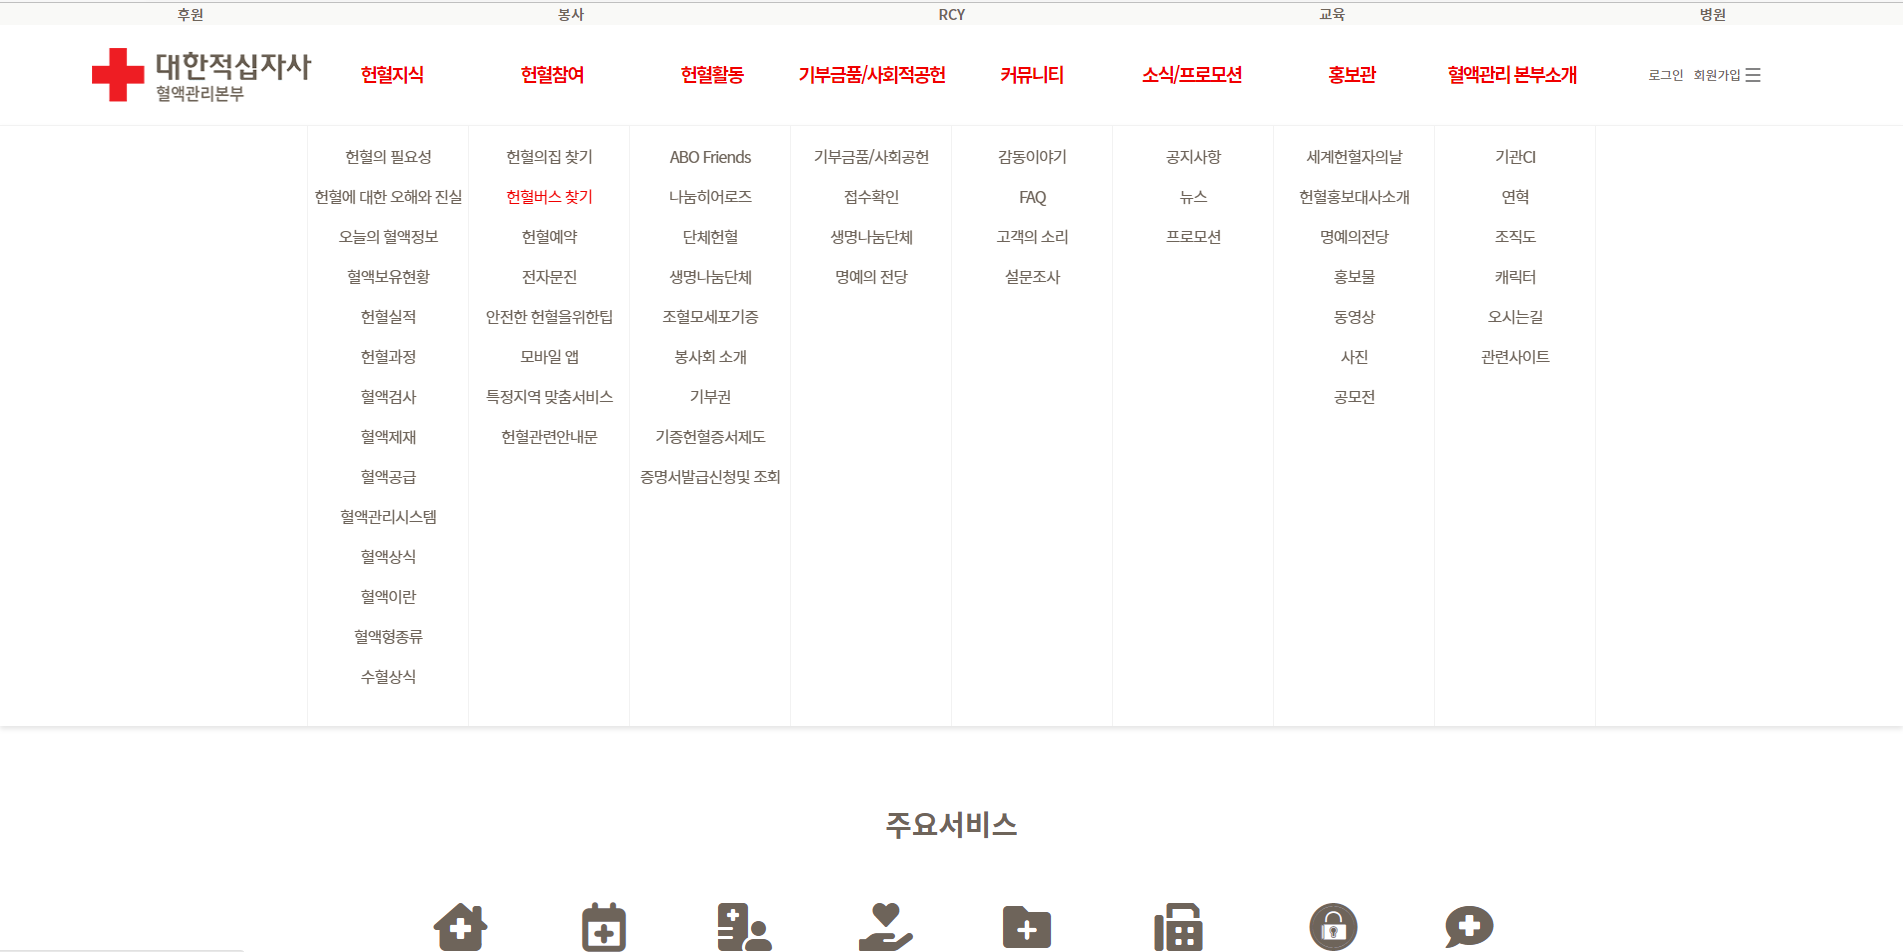 후원
봉사
RCY
교육
병원
대한적십자사
혈액관리본부
헌혈지식
헌혈참여
헌혈활동
기부금품/사회적공헌
커뮤니티
소식/프로모션
홍보관
혈액관리 본부소개
로그인
회원가입
헌혈의 필요성
헌혈에 대한 오해와 진실
오늘의 혈액정보
혈액보유현황
헌혈실적
헌혈과정
혈액검사
혈액제재
혈액공급
혈액관리시스템
혈액상식
혈액이란
혈액형종류
수혈상식
헌혈의집 찾기
헌혈버스 찾기
헌혈예약
전자문진
안전한 헌혈을위한팁
모바일 앱
특정지역 맞춤서비스
헌혈관련안내문
ABO Friends
나눔히어로즈
단체헌혈
생명나눔단체
조혈모세포기증
봉사회 소개
기부권
기증헌혈증서제도
증명서발급신청및 조회
기부금품/사회공헌
접수확인
생명나눔단체
명예의 전당
감동이야기
FAQ
고객의 소리
설문조사
공지사항
뉴스
프로모션
세계헌혈자의날
헌혈홍보대사소개
명예의전당
홍보물
동영상
사진
공모전
기관CI
연혁
조직도
캐릭터
오시는길
관련사이트
주요서비스